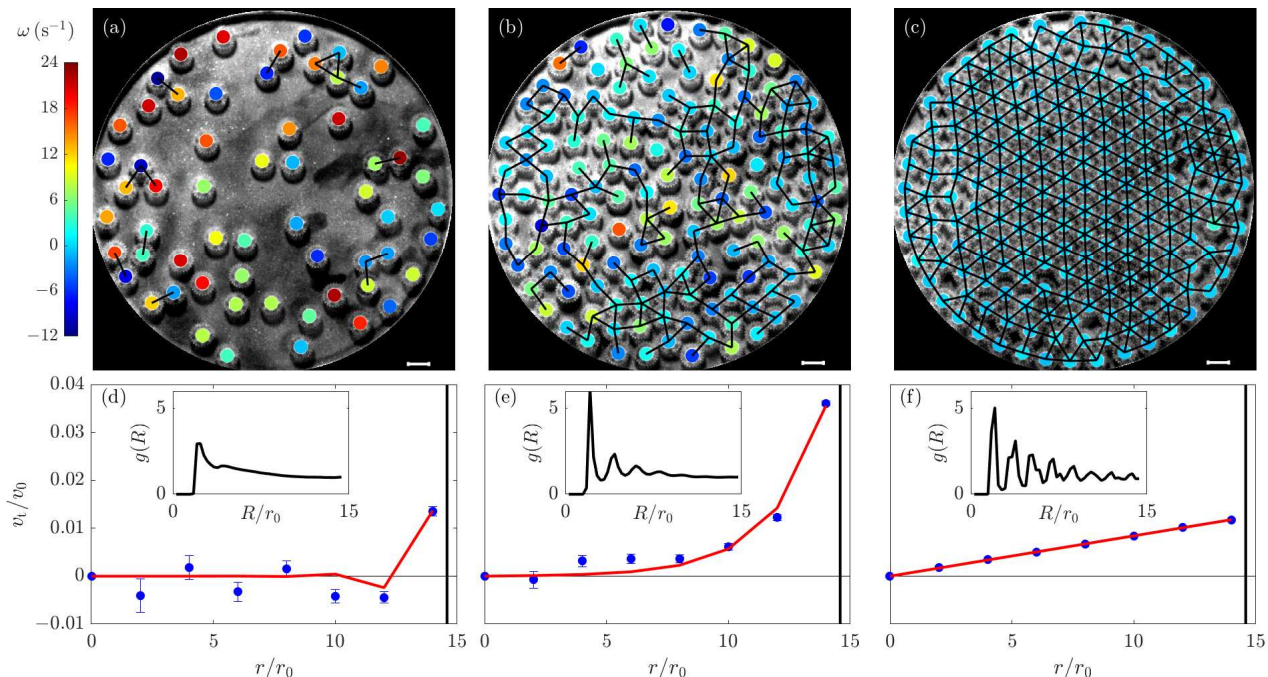 ω (s⁻¹)
24
18
12
6
0
−6
−12
(a)
(b)
(c)
(d)
(e)
(f)
0.04
0.03
0.02
0.01
0
−0.01
v_t/v_0
0
5
10
15
r/r_0
0
5
10
15
r/r_0
0
5
10
15
r/r_0
5
0
g(R)
0
R/r_0
15
5
0
g(R)
0
R/r_0
15
5
0
g(R)
0
R/r_0
15